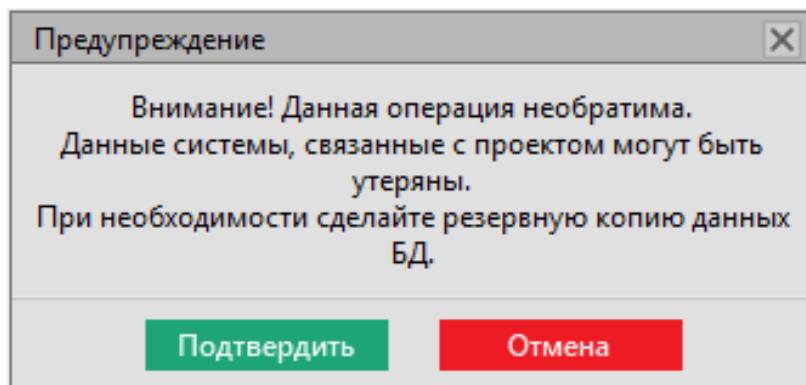 Предупреждение
Внимание! Данная операция необратима.
Данные системы, связанные с проектом могут быть
утеряны.
При необходимости сделайте резервную копию данных
БД.
Подтвердить
Отмена